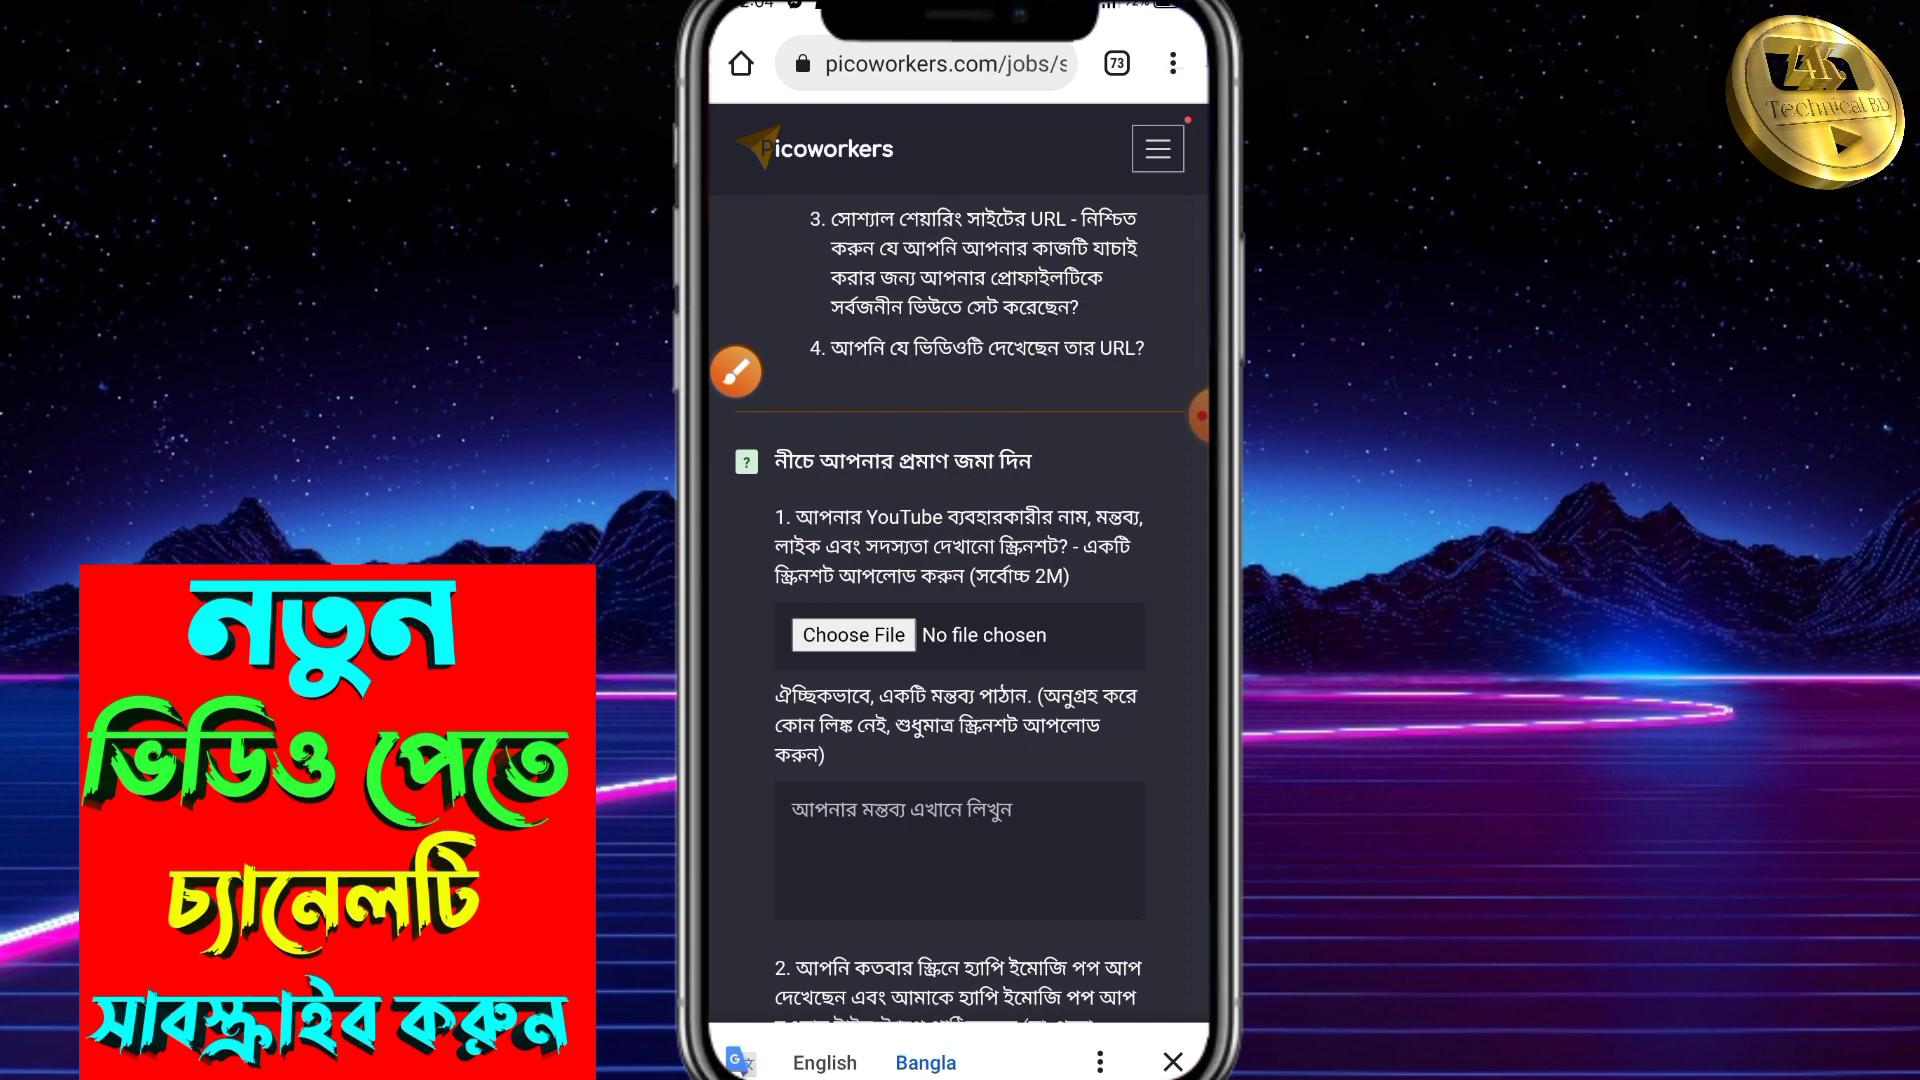 picoworkers.com/jobs/s
73
Picoworkers
3. সোশ্যাল শেয়ারিং সাইটের URL - নিশ্চিত
করুন যে আপনি আপনার কাজটি যাচাই
করার জন্য আপনার প্রোফাইলটিকে
সর্বজনীন ভিউতে সেট করেছেন?
4. আপনি যে ভিডিওটি দেখেছেন তার URL?
? নীচে আপনার প্রমাণ জমা দিন
1. আপনার YouTube ব্যবহারকারীর নাম, মন্তব্য,
লাইক এবং সদস্যতা দেখানো স্ক্রিনশট? - একটি
স্ক্রিনশট আপলোড করুন (সর্বোচ্চ 2M)
Choose File No file chosen
ঐচ্ছিকভাবে, একটি মন্তব্য পাঠান. (অনুগ্রহ করে
কোন লিঙ্ক নেই, শুধুমাত্র স্ক্রিনশট আপলোড
করুন)
আপনার মন্তব্য এখানে লিখুন
2. আপনি কতবার স্ক্রিনে হ্যাপি ইমোজি পপ আপ
দেখেছেন এবং আমাকে হ্যাপি ইমোজি পপ আপ
English Bangla
নতুন
ভিডিও পেতে
চ্যানেলটি
সাবস্ক্রাইব করুন
4K
Technical BD